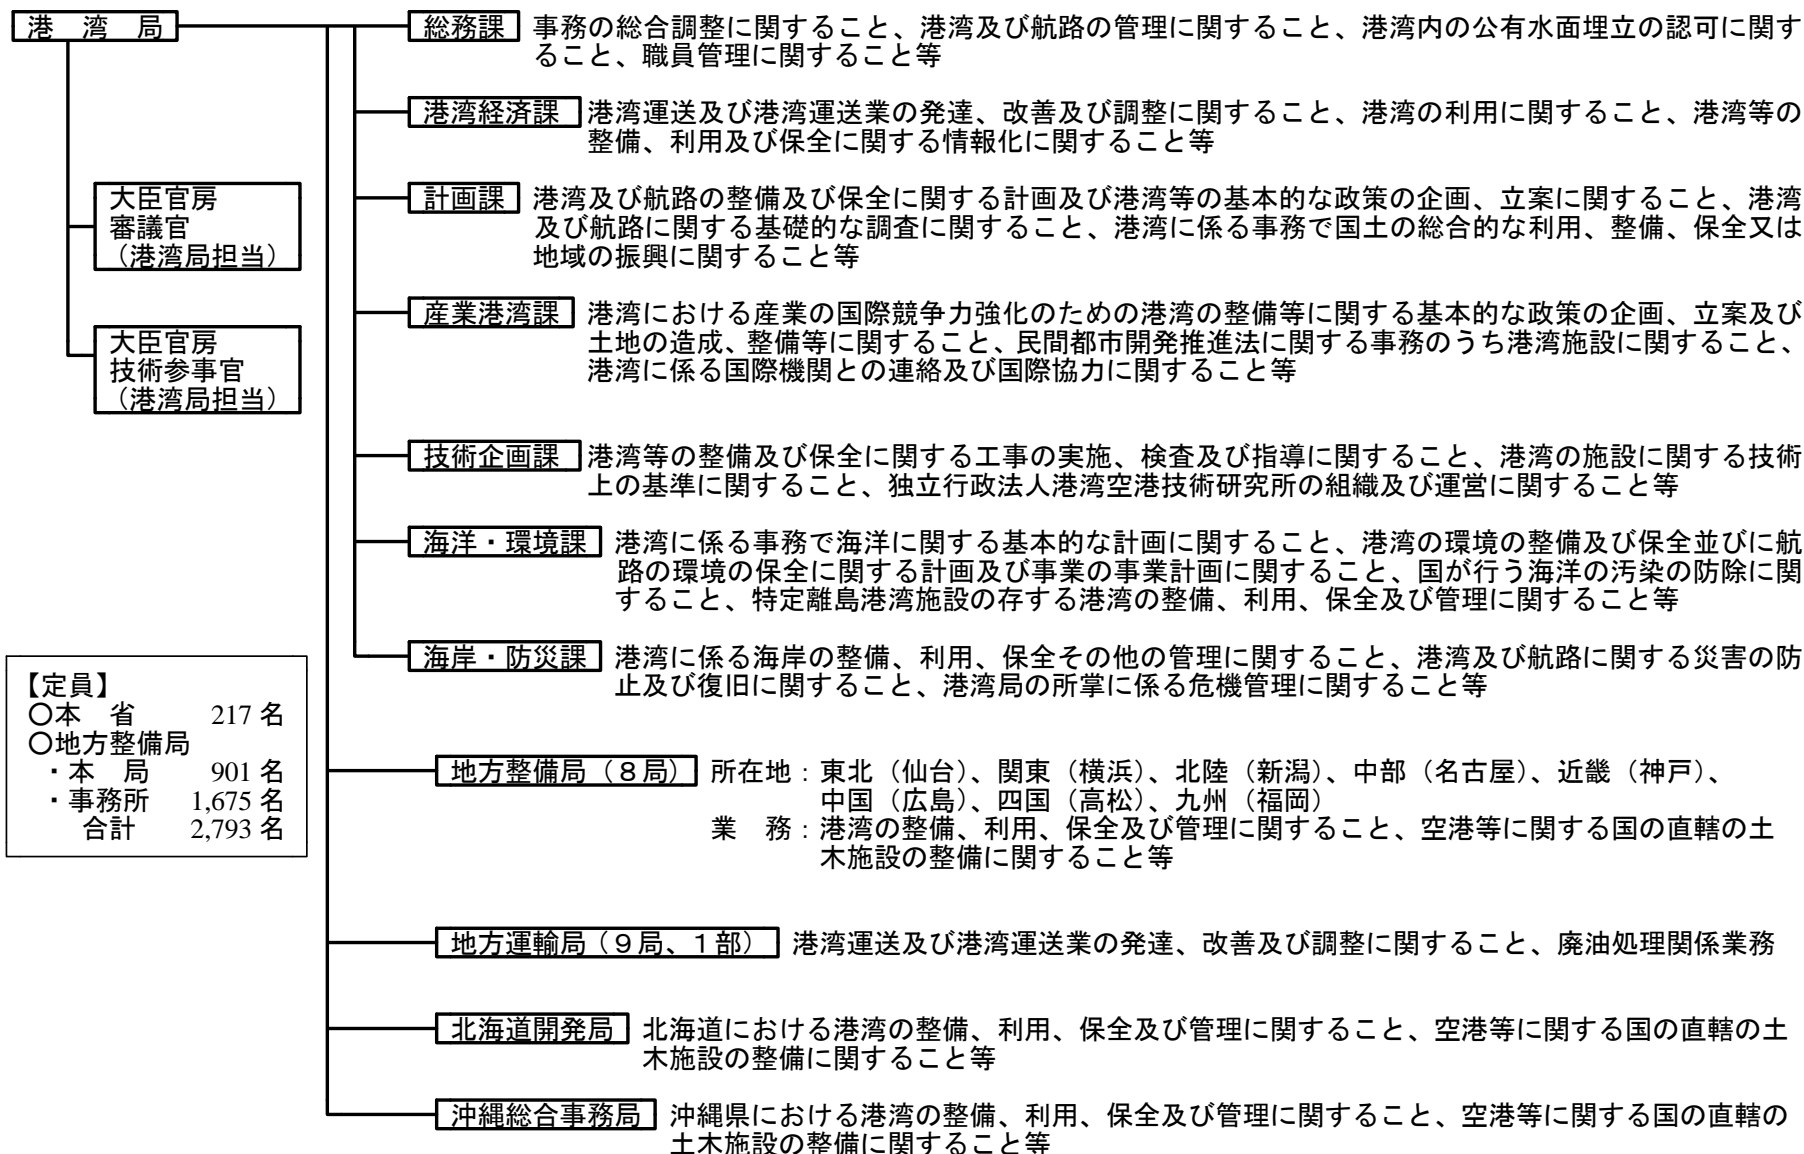 港 湾 局
総務課 事務の総合調整に関すること、港湾及び航路の管理に関すること、港湾内の公有水面埋立の認可に関す
ること、職員管理に関すること等
港湾経済課 港湾運送及び港湾運送業の発達、改善及び調整に関すること、港湾の利用に関すること、港湾等の
整備、利用及び保全に関する情報化に関すること等
大臣官房
審議官
（港湾局担当）
計画課 港湾及び航路の整備及び保全に関する計画及び港湾等の基本的な政策の企画、立案に関すること、港湾
及び航路に関する基礎的な調査に関すること、港湾に係る事務で国土の総合的な利用、整備、保全又は
地域の振興に関すること等
大臣官房
技術参事官
（港湾局担当）
産業港湾課 港湾における産業の国際競争力強化のための港湾の整備等に関する基本的な政策の企画、立案及び
土地の造成、整備等に関すること、民間都市開発推進法に関する事務のうち港湾施設に関すること、
港湾に係る国際機関との連絡及び国際協力に関すること等
技術企画課 港湾等の整備及び保全に関する工事の実施、検査及び指導に関すること、港湾の施設に関する技術
上の基準に関すること、独立行政法人港湾空港技術研究所の組織及び運営に関すること等
海洋・環境課 港湾に係る事務で海洋に関する基本的な計画に関すること、港湾の環境の整備及び保全並びに航
路の環境の保全に関する計画及び事業の事業計画に関すること、国が行う海洋の汚染の防除に関
すること、特定離島港湾施設の存する港湾の整備、利用、保全及び管理に関すること等
海岸・防災課 港湾に係る海岸の整備、利用、保全その他の管理に関すること、港湾及び航路に関する災害の防
止及び復旧に関すること、港湾局の所掌に係る危機管理に関すること等
【定員】
○本 省 217 名
○地方整備局
・本 局 901 名
・事務所 1,675 名
合計 2,793 名
地方整備局（８局） 所在地：東北（仙台）、関東（横浜）、北陸（新潟）、中部（名古屋）、近畿（神戸）、
中国（広島）、四国（高松）、九州（福岡）
業 務：港湾の整備、利用、保全及び管理に関すること、空港等に関する国の直轄の土
木施設の整備に関すること等
地方運輸局（９局、１部） 港湾運送及び港湾運送業の発達、改善及び調整に関すること、廃油処理関係業務
北海道開発局 北海道における港湾の整備、利用、保全及び管理に関すること、空港等に関する国の直轄の土
木施設の整備に関すること等
沖縄総合事務局 沖縄県における港湾の整備、利用、保全及び管理に関すること、空港等に関する国の直轄の
土木施設の整備に関すること等